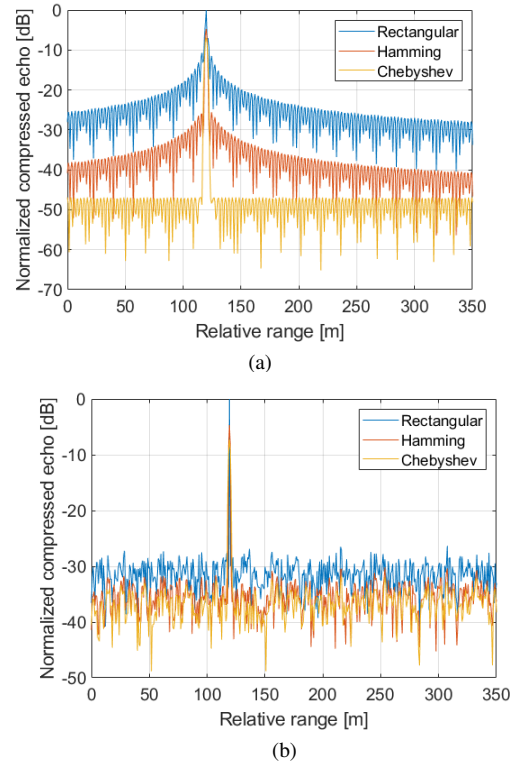 Normalized compressed echo [dB]
0
-10
-20
-30
-40
-50
-60
-70
Rectangular
Hamming
Chebyshev
0 50 100 150 200 250 300 350
Relative range [m]
(a)
Normalized compressed echo [dB]
0
-10
-20
-30
-40
-50
Rectangular
Hamming
Chebyshev
0 50 100 150 200 250 300 350
Relative range [m]
(b)